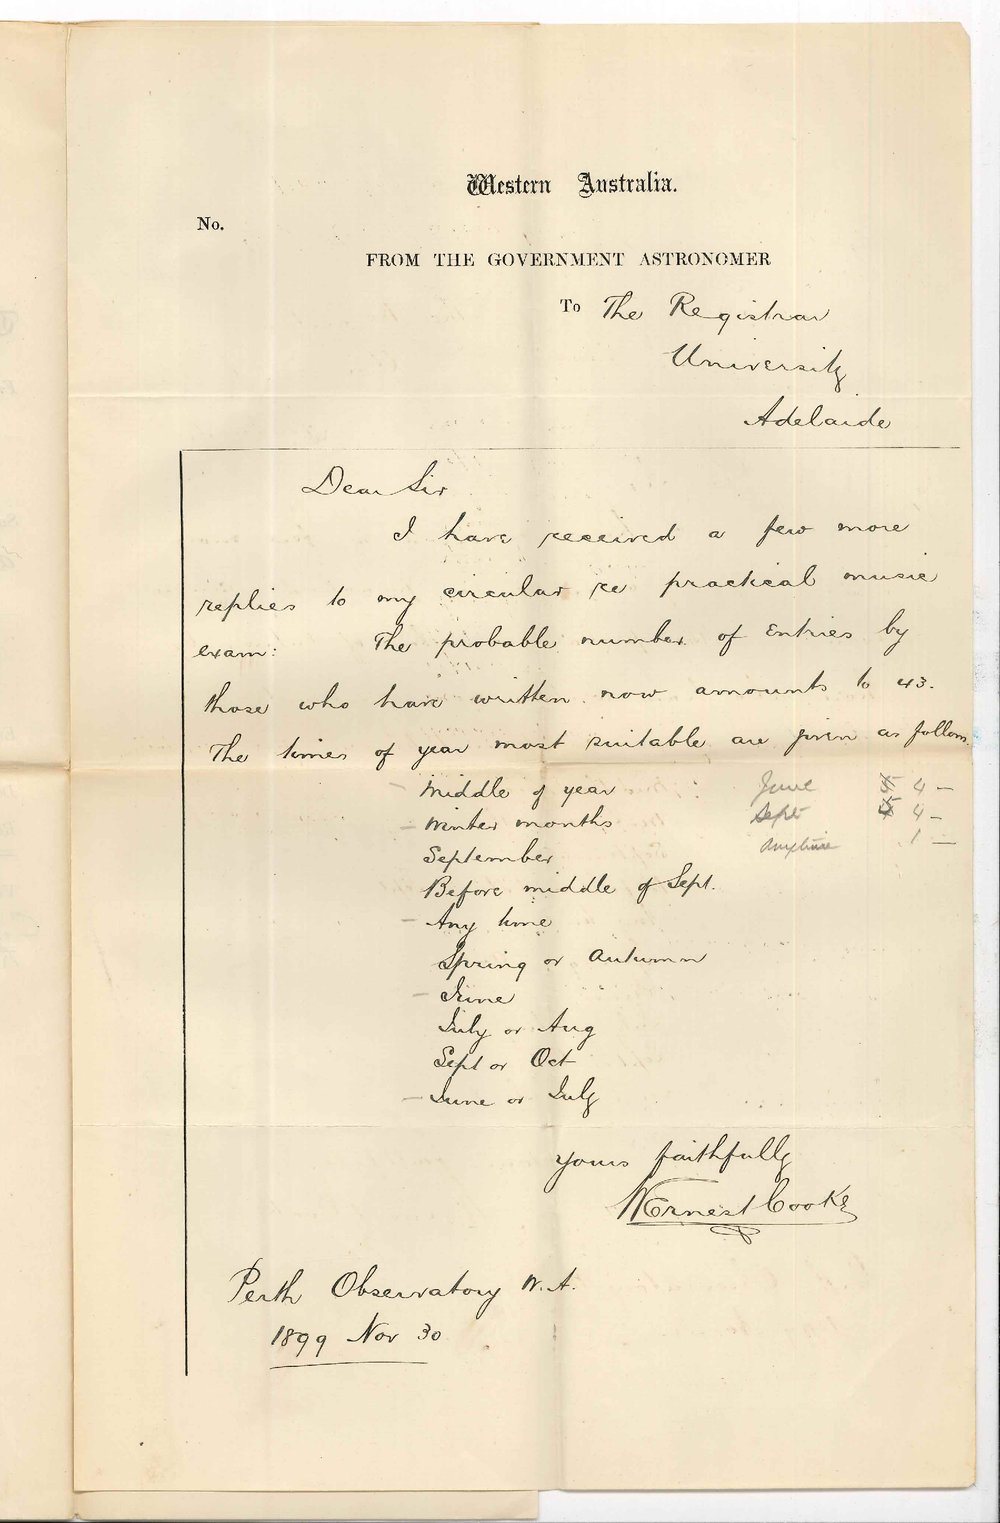 Western Australia.
No.
FROM THE GOVERNMENT ASTRONOMER
To The Registrar
University
Adelaide
Dear Sir
I have received a few more
replies to my circular re practical music
exam: The probable number of Entries by
those who have written now amounts to 43.
The times of year most suitable are given as follows.
- Middle of year : June 5 4 -
- Winter months Sept 5 4 -
September Anytime 1 -
Before middle of Sept.
- Any time
Spring or Autumn
- June
July or Aug
Sept or Oct
- June or July
Yours faithfully
W Ernest Cooke
Perth Observatory W.A.
1899 Nov 30